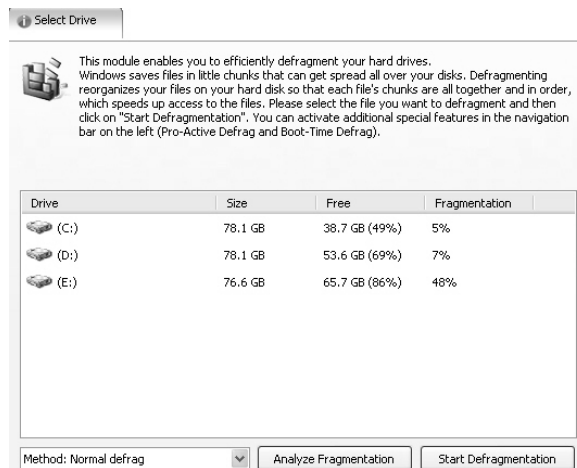 Select Drive
This module enables you to efficiently defragment your hard drives.
Windows saves files in little chunks that can get spread all over your disks. Defragmenting
reorganizes your files on your hard disk so that each file's chunks are all together and in order,
which speeds up access to the files. Please select the file you want to defragment and then
click on "Start Defragmentation". You can activate additional special features in the navigation
bar on the left (Pro-Active Defrag and Boot-Time Defrag).
Drive Size Free Fragmentation
(C:) 78.1 GB 38.7 GB (49%) 5%
(D:) 78.1 GB 53.6 GB (69%) 7%
(E:) 76.6 GB 65.7 GB (86%) 48%
Method: Normal defrag Analyze Fragmentation Start Defragmentation